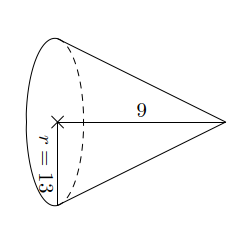 9
r = 13